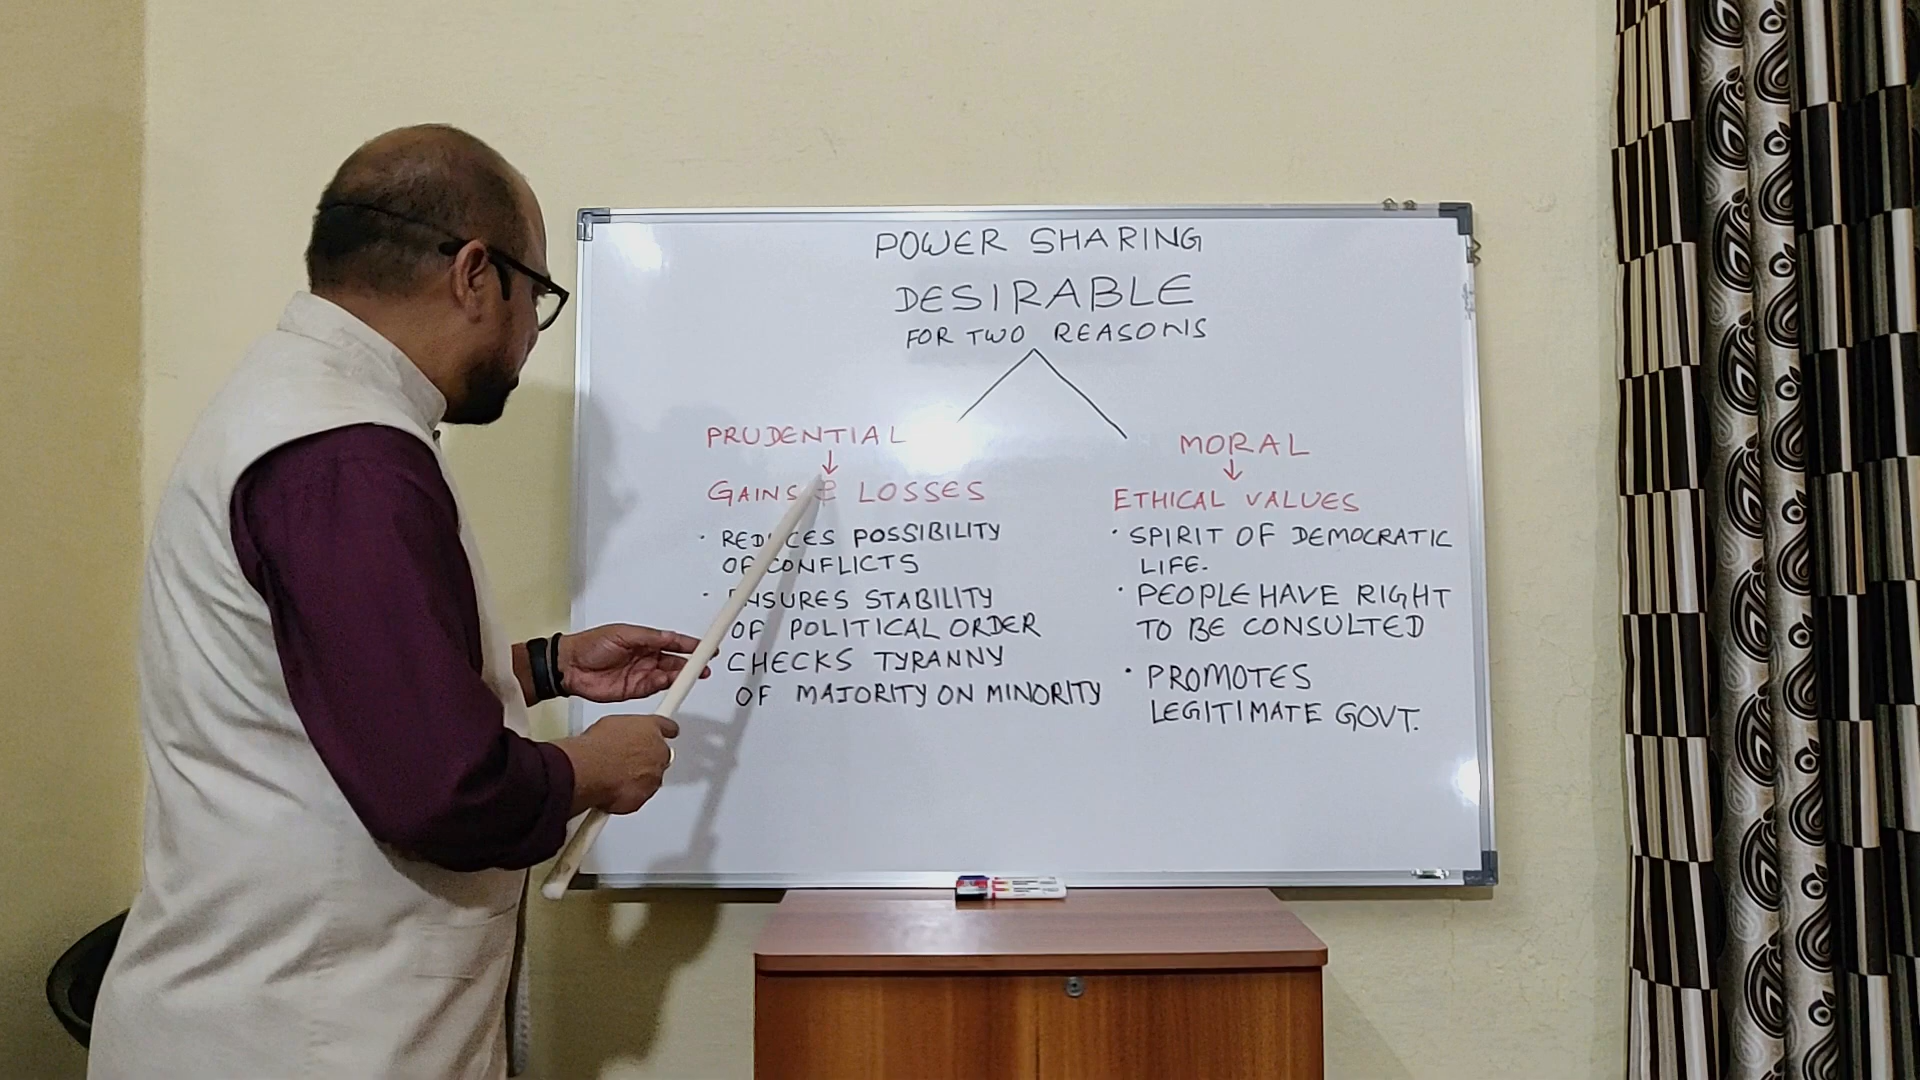 POWER SHARING
DESIRABLE
FOR TWO REASONS
PRUDENTIAL
↓
GAINS & LOSSES
· REDUCES POSSIBILITY
OF CONFLICTS
· ENSURES STABILITY
OF POLITICAL ORDER
CHECKS TYRANNY
OF MAJORITY ON MINORITY
MORAL
↓
ETHICAL VALUES
· SPIRIT OF DEMOCRATIC
LIFE.
· PEOPLE HAVE RIGHT
TO BE CONSULTED
· PROMOTES
LEGITIMATE GOVT.